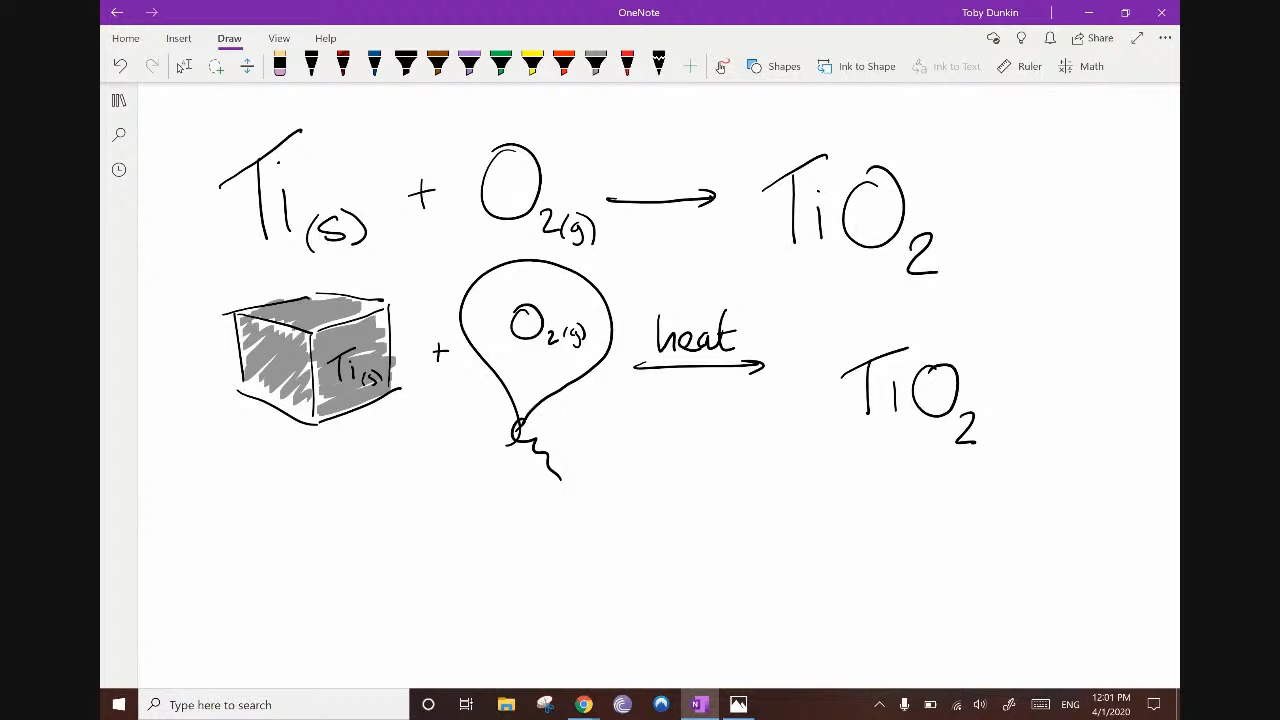 OneNote
Toby Dunkin
Home Insert Draw View Help
Share
Shapes Ink to Shape Ink to Text Ruler Math
Ti(s) + O2(g) → TiO2
Ti(s) + O2(g) heat → TiO2
Type here to search
ENG
12:01 PM
4/1/2020